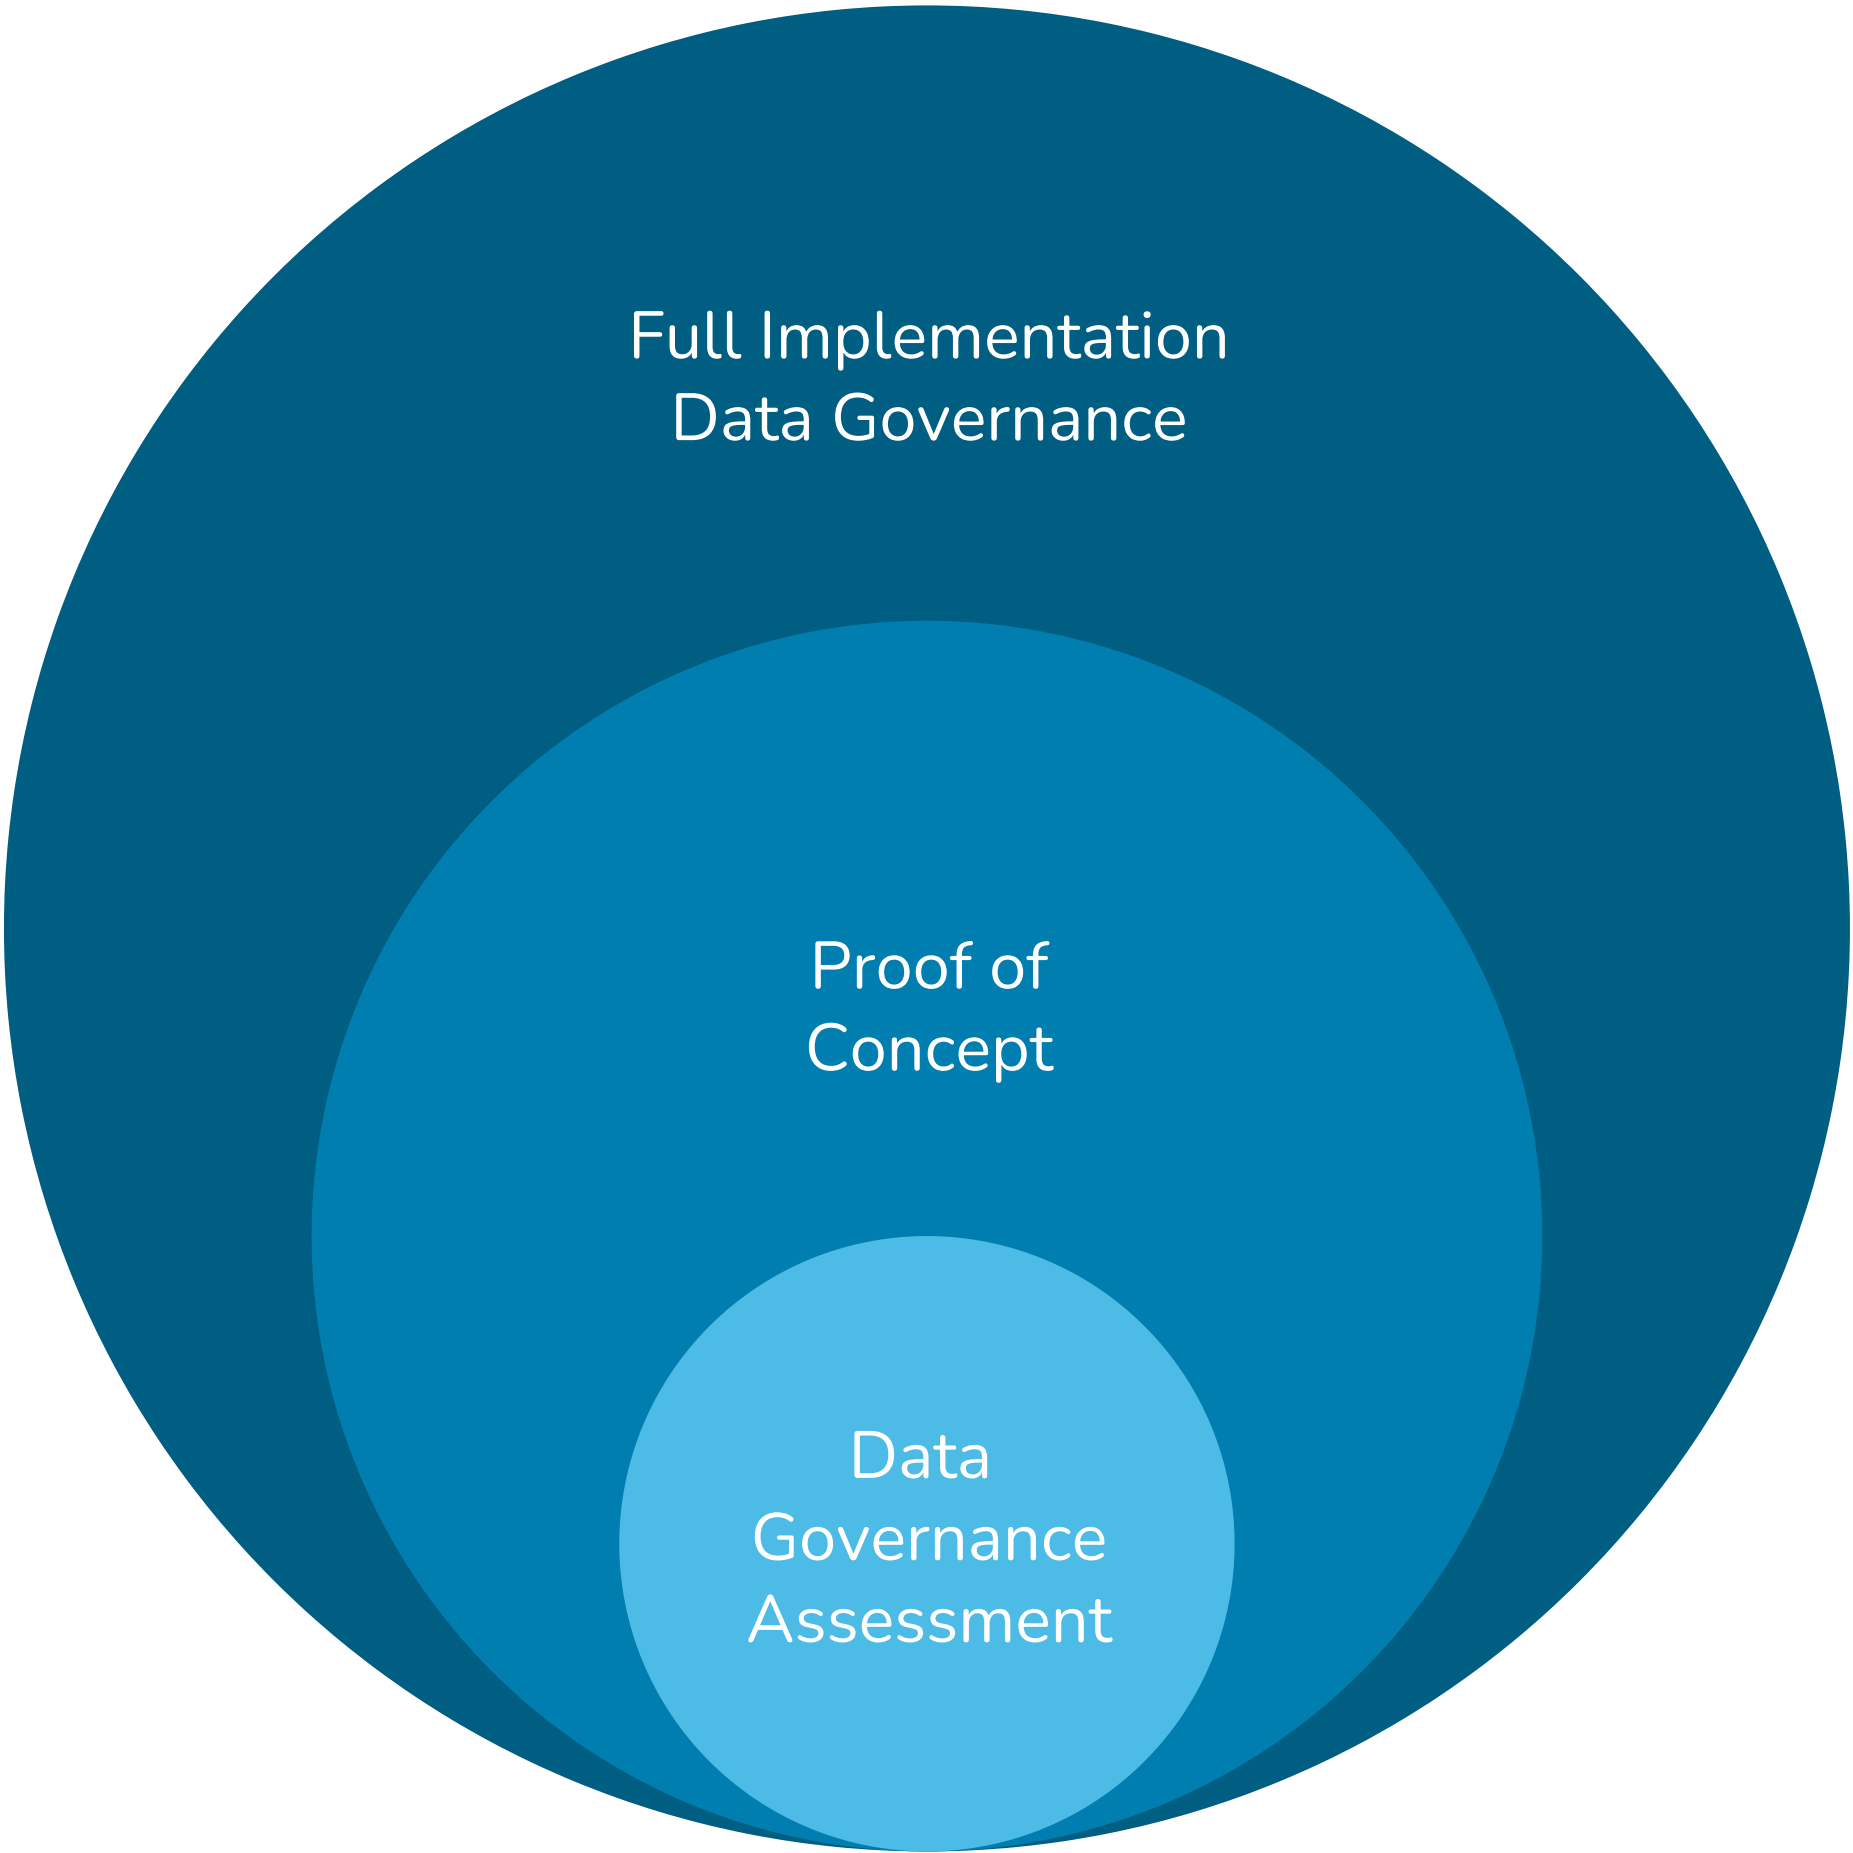 Full Implementation
Data Governance
Proof of
Concept
Data
Governance
Assessment